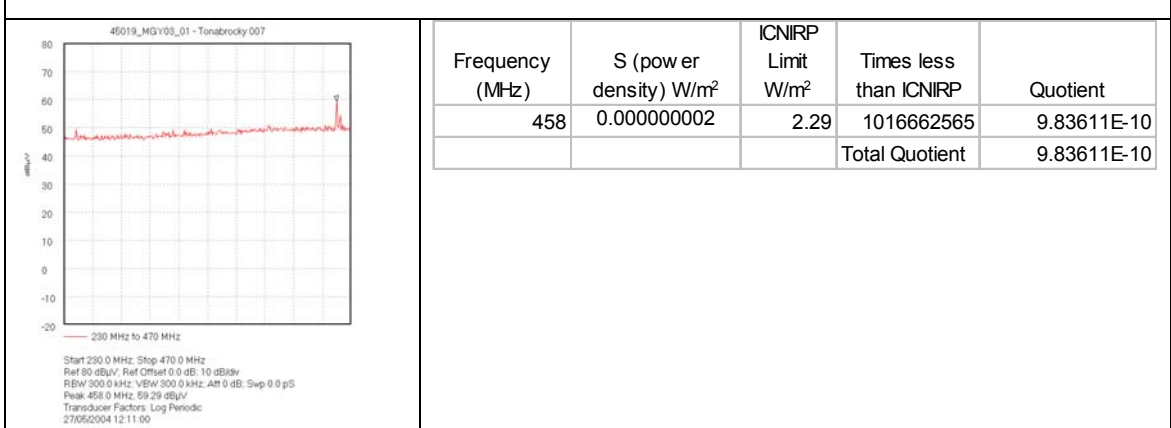 45019_MGY03_01 - Tonabrocky 007
80
70
60
50
40
30
20
10
0
-10
-20
dBµV
230 MHz to 470 MHz
Start 230.0 MHz; Stop 470.0 MHz
Ref 80 dBµV; Ref Offset 0.0 dB; 10 dB/div
RBW 300.0 kHz; VBW 300.0 kHz; Att 0 dB; Swp 0.0 pS
Peak 458.0 MHz, 59.29 dBµV
Transducer Factors: Log Periodic
27/05/2004 12:11:00
Frequency (MHz) S (pow er density) W/m² ICNIRP Limit W/m² Times less than ICNIRP Quotient
458 0.000000002 2.29 1016662565 9.83611E-10
Total Quotient 9.83611E-10